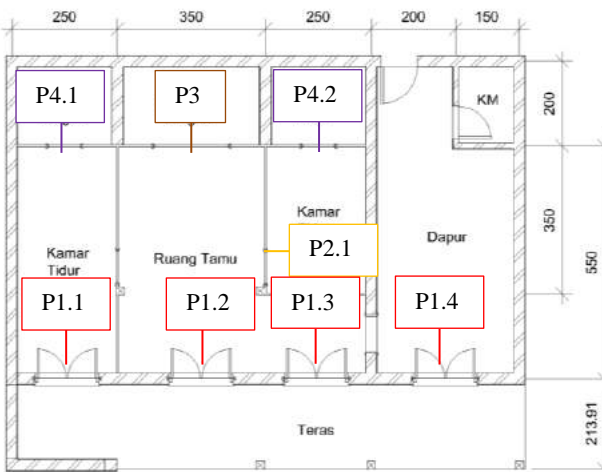 250 350 250 200 150
P4.1 P3 P4.2 KM
200
Kamar
Tidur
Ruang Tamu
Kamar
P2.1
Dapur
350
550
P1.1 P1.2 P1.3 P1.4
Teras
213.91